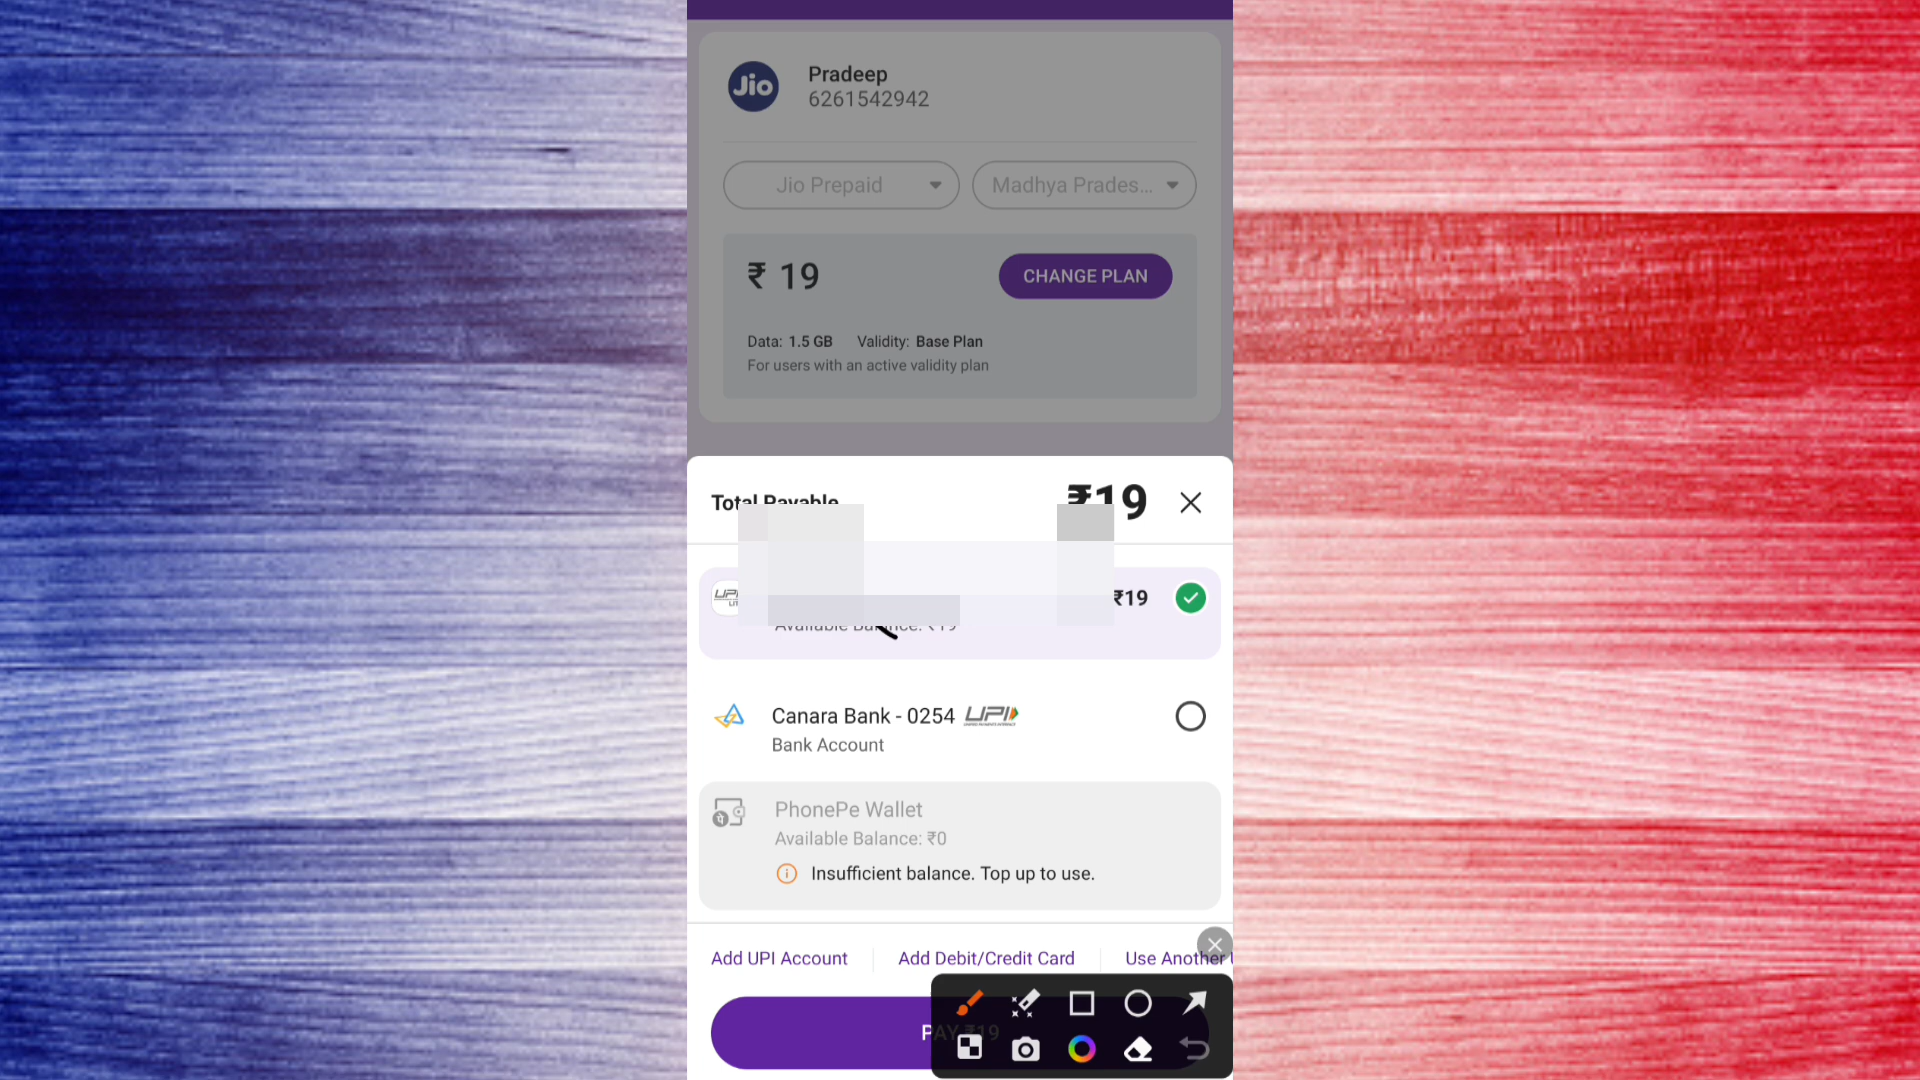 Jio
Pradeep
6261542942
Jio Prepaid
Madhya Prades...
₹ 19
CHANGE PLAN
Data: 1.5 GB Validity: Base Plan
For users with an active validity plan
Total Payable
₹19
UPI
₹19
Available Balance: ₹19
Canara Bank - 0254 UPI
Bank Account
PhonePe Wallet
Available Balance: ₹0
Insufficient balance. Top up to use.
Add UPI Account
Add Debit/Credit Card
Use Another
PAY ₹19